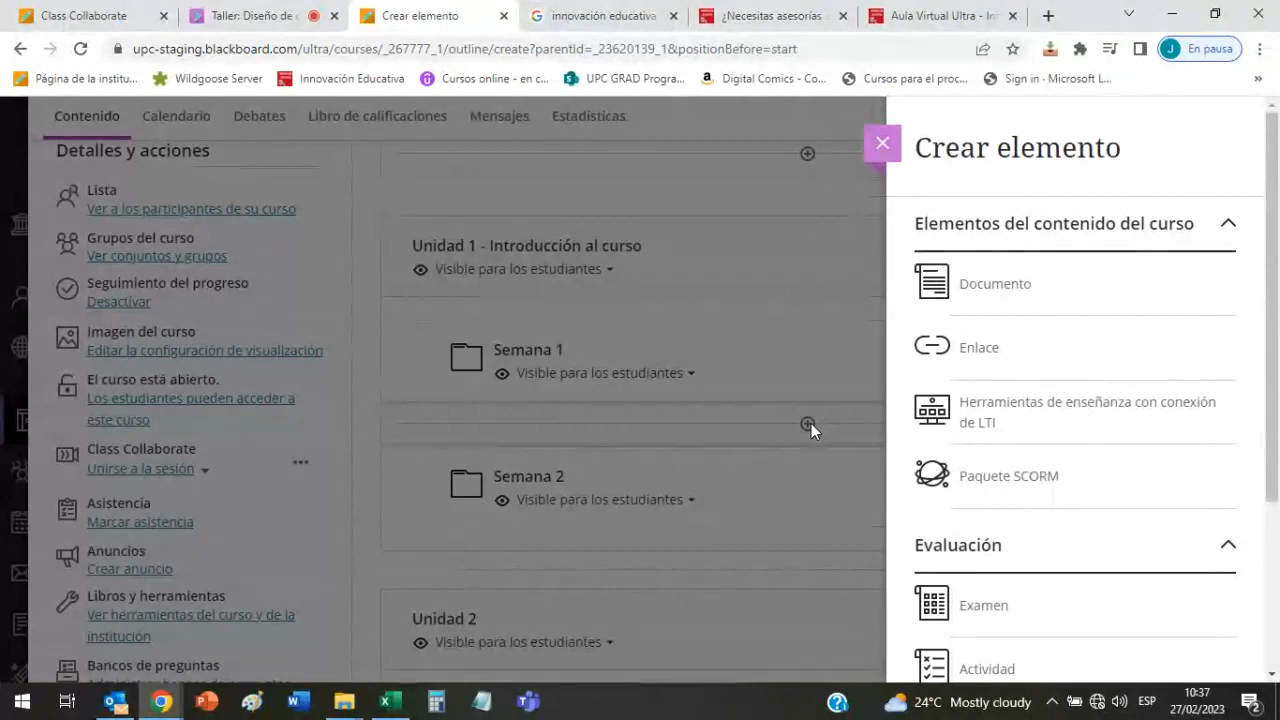 Class Collaborate
Taller: Diseño de
Crear elemento
innovación educativa
¿Necesitas asesorías
Aula Virtual Ultra - In
upc-staging.blackboard.com/ultra/courses/_267777_1/outline/create?parentId=_23620139_1&positionBefore=start
J En pausa
Página de la institu...
Wildgoose Server
Innovación Educativa
Cursos online - en c...
UPC GRAD Progra...
Digital Comics - Co...
Cursos para el proc...
Sign in - Microsoft L...
»
Contenido
Calendario
Debates
Libro de calificaciones
Mensajes
Estadísticas
Detalles y acciones
Lista
Ver a los participantes de su curso
Grupos del curso
Ver conjuntos y grupos
Seguimiento del progreso
Desactivar
Imagen del curso
Editar la configuración de visualización
El curso está abierto.
Los estudiantes pueden acceder a
este curso
Class Collaborate
Unirse a la sesión
Asistencia
Marcar asistencia
Anuncios
Crear anuncio
Libros y herramientas
Ver herramientas del curso y de la
institución
Bancos de preguntas
Unidad 1 - Introducción al curso
Visible para los estudiantes
Semana 1
Visible para los estudiantes
Semana 2
Visible para los estudiantes
Unidad 2
Visible para los estudiantes
Crear elemento
Elementos del contenido del curso
Documento
Enlace
Herramientas de enseñanza con conexión
de LTI
Paquete SCORM
Evaluación
Examen
Actividad
24°C Mostly cloudy
ESP
10:37
27/02/2023
2